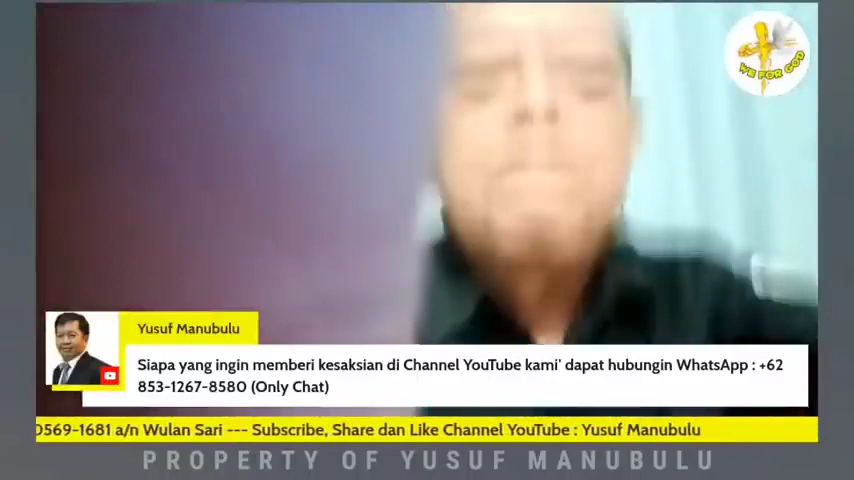 WE FOR GOD
Yusuf Manubulu
Siapa yang ingin memberi kesaksian di Channel YouTube kami' dapat hubungin WhatsApp : +62
853-1267-8580 (Only Chat)
0569-1681 a/n Wulan Sari --- Subscribe, Share dan Like Channel YouTube : Yusuf Manubulu
PROPERTY OF YUSUF MANUBULU